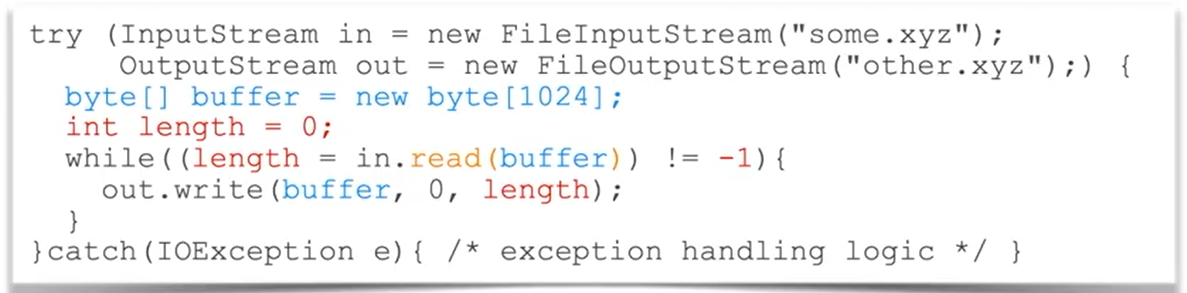 try (InputStream in = new FileInputStream("some.xyz");
     OutputStream out = new FileOutputStream("other.xyz");) {
  byte[] buffer = new byte[1024];
  int length = 0;
  while((length = in.read(buffer)) != -1){
    out.write(buffer, 0, length);
  }
}catch(IOException e){ /* exception handling logic */ }